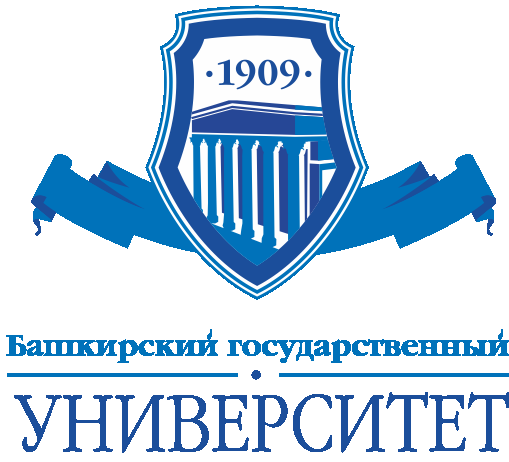 ·1909·
Башкирский государственный
УНИВЕРСИТЕТ